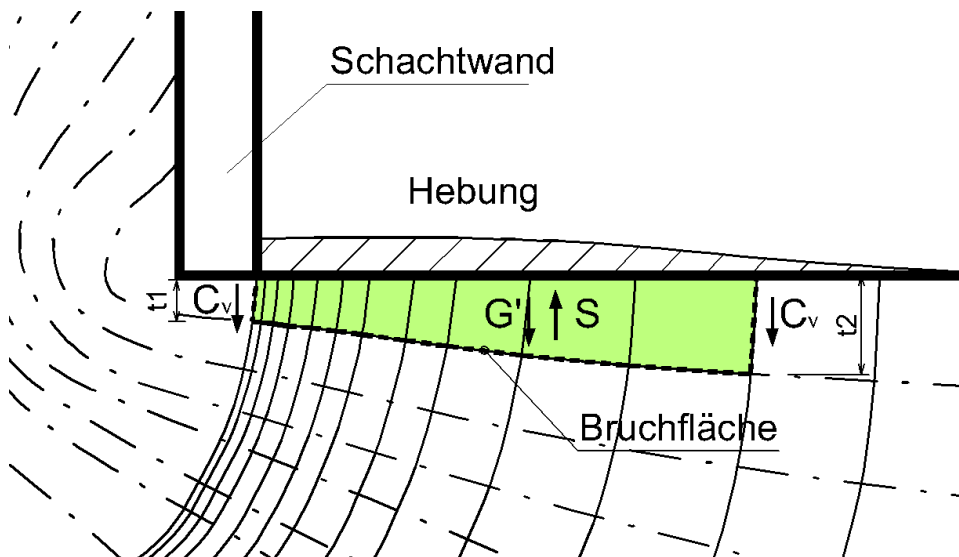 Schachtwand
Hebung
t1
Cv
G'
S
Cv
t2
Bruchfläche